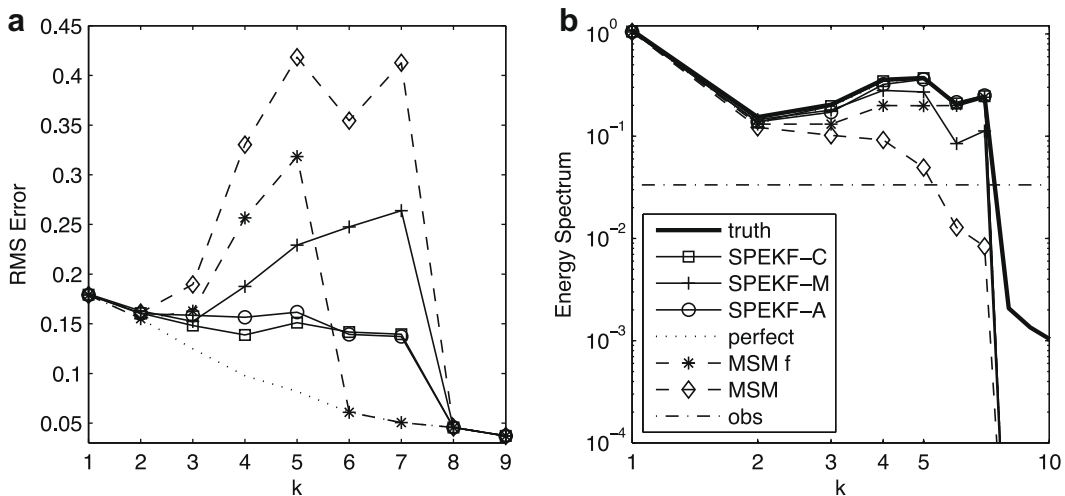 a
0.45
0.4
0.35
0.3
0.25
0.2
0.15
0.1
0.05
RMS Error
1 2 3 4 5 6 7 8 9
k
b
10^0
10^-1
10^-2
10^-3
10^-4
Energy Spectrum
truth
SPEKF–C
SPEKF–M
SPEKF–A
perfect
MSM f
MSM
obs
1 2 3 4 5 10
k